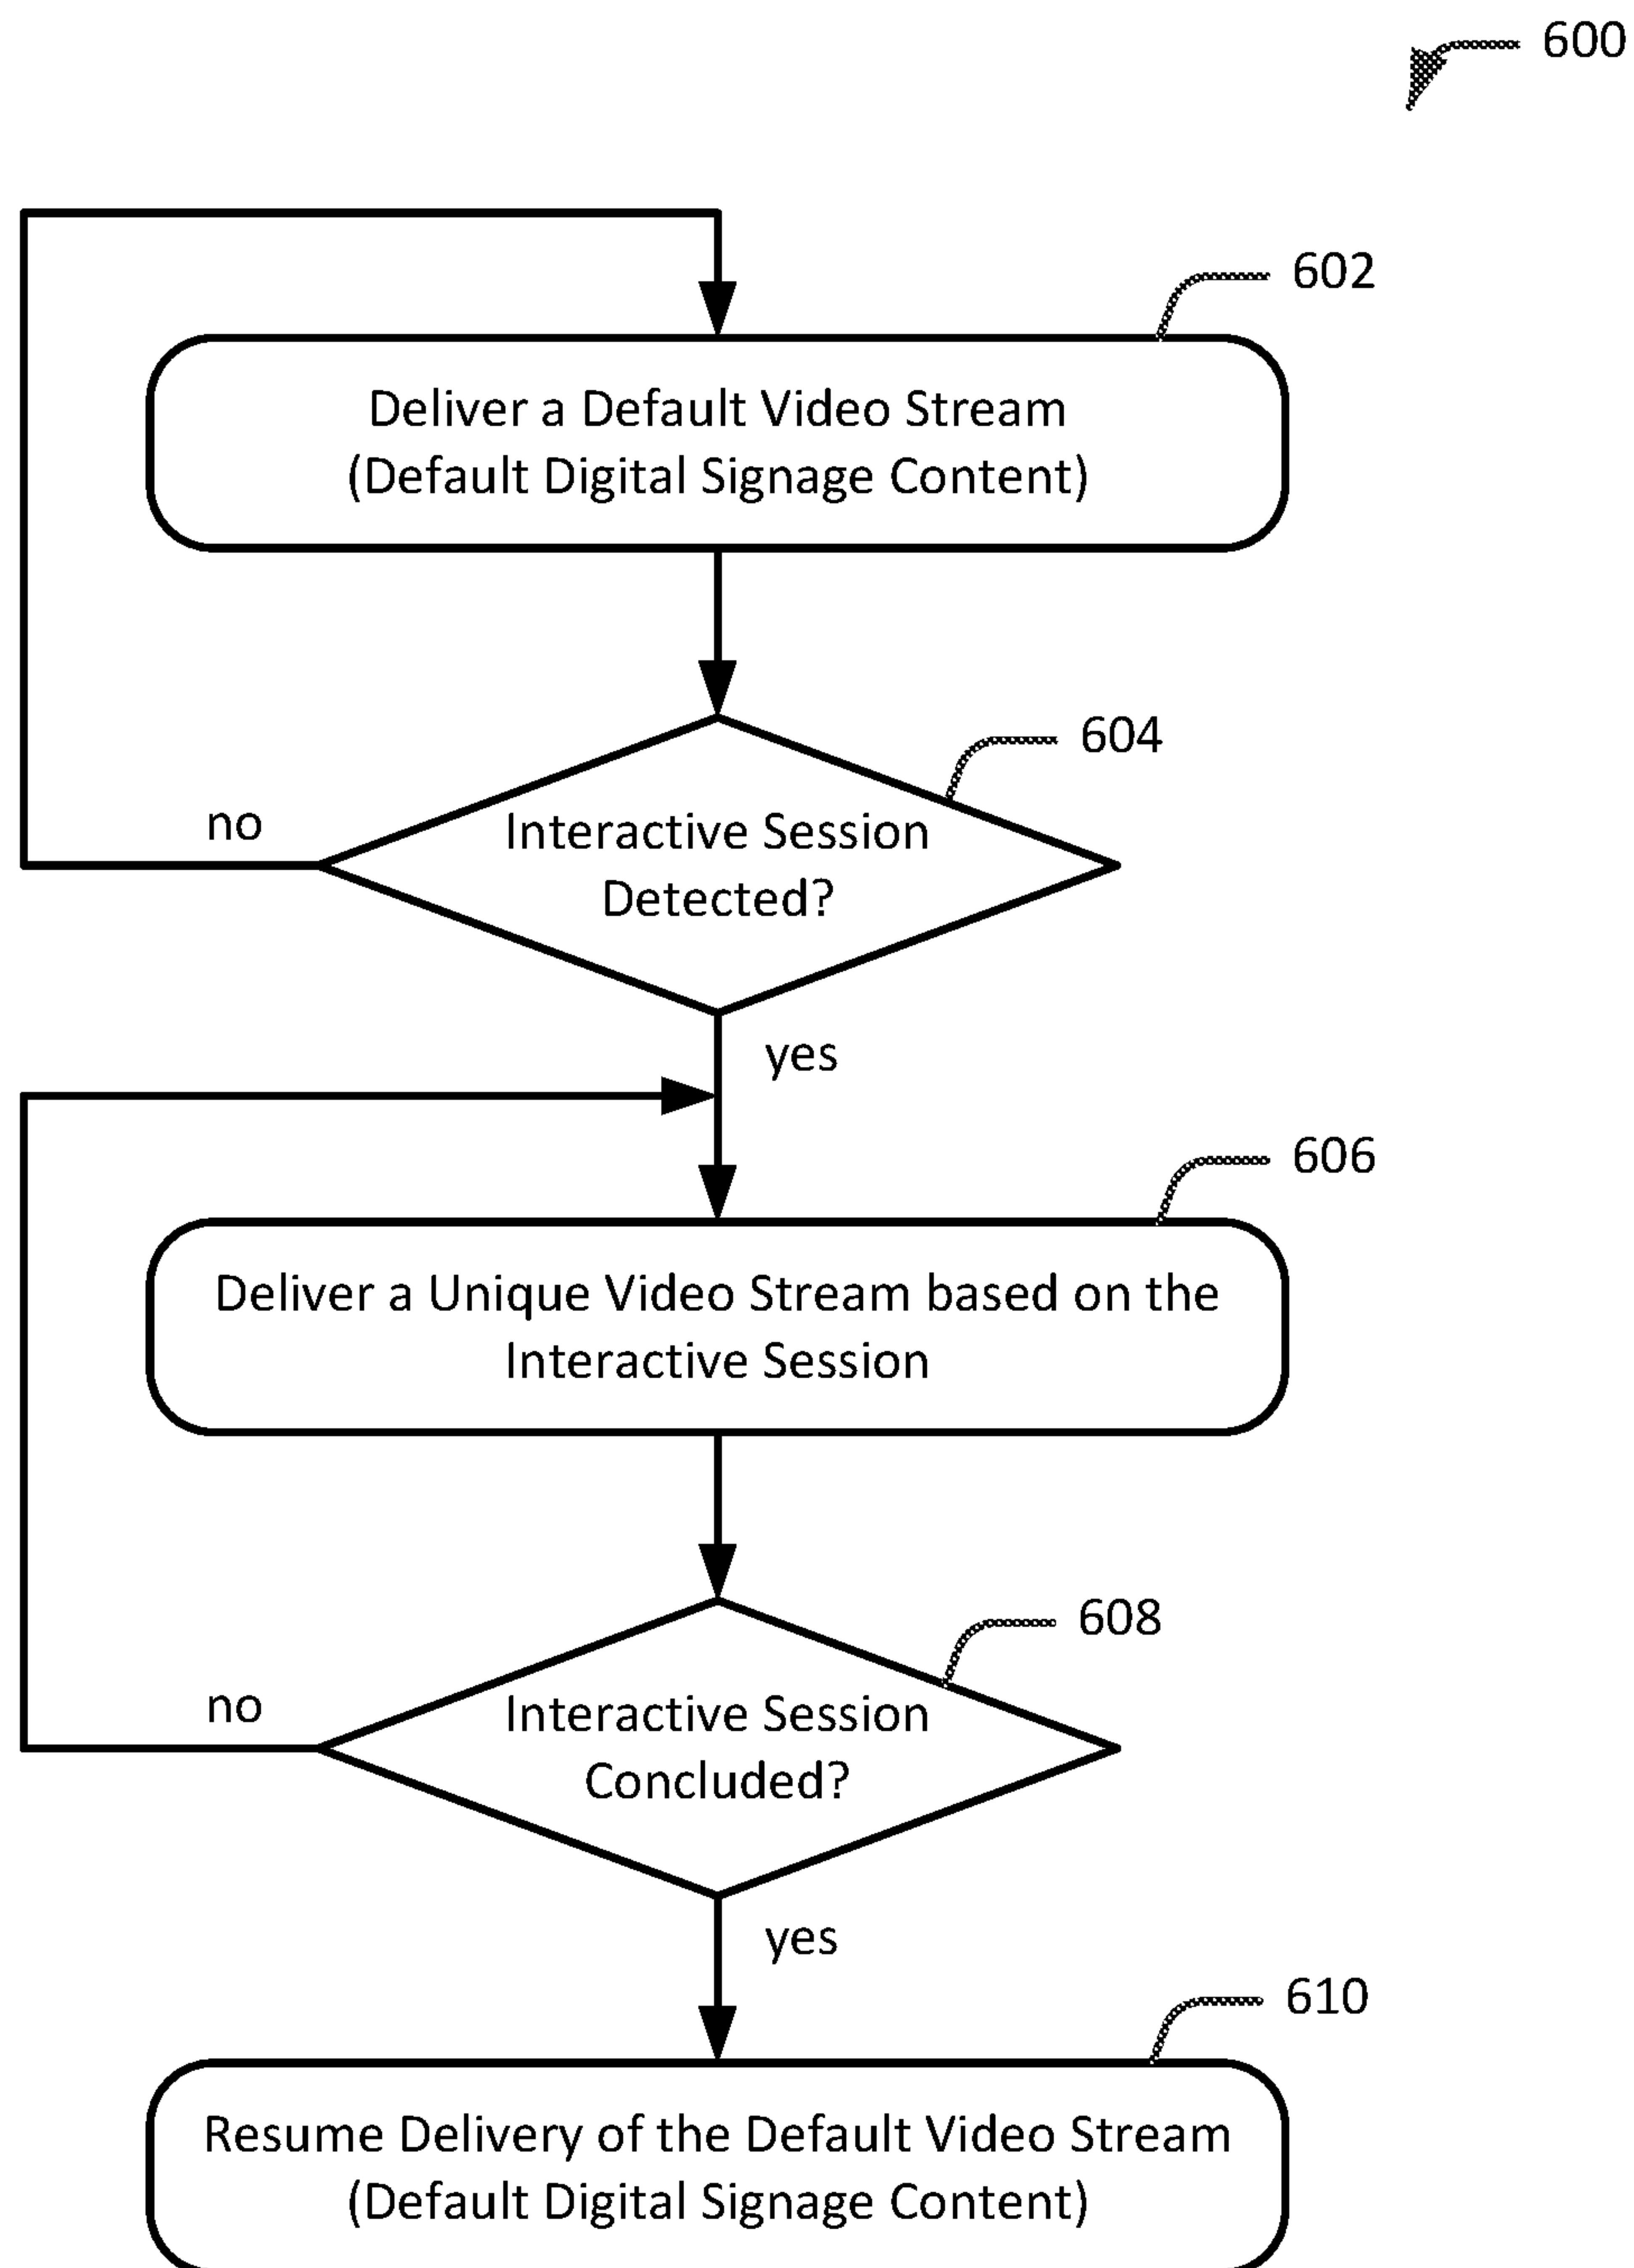 600
602
Deliver a Default Video Stream
(Default Digital Signage Content)
604
no
Interactive Session
Detected?
yes
606
Deliver a Unique Video Stream based on the
Interactive Session
608
no
Interactive Session
Concluded?
yes
610
Resume Delivery of the Default Video Stream
(Default Digital Signage Content)